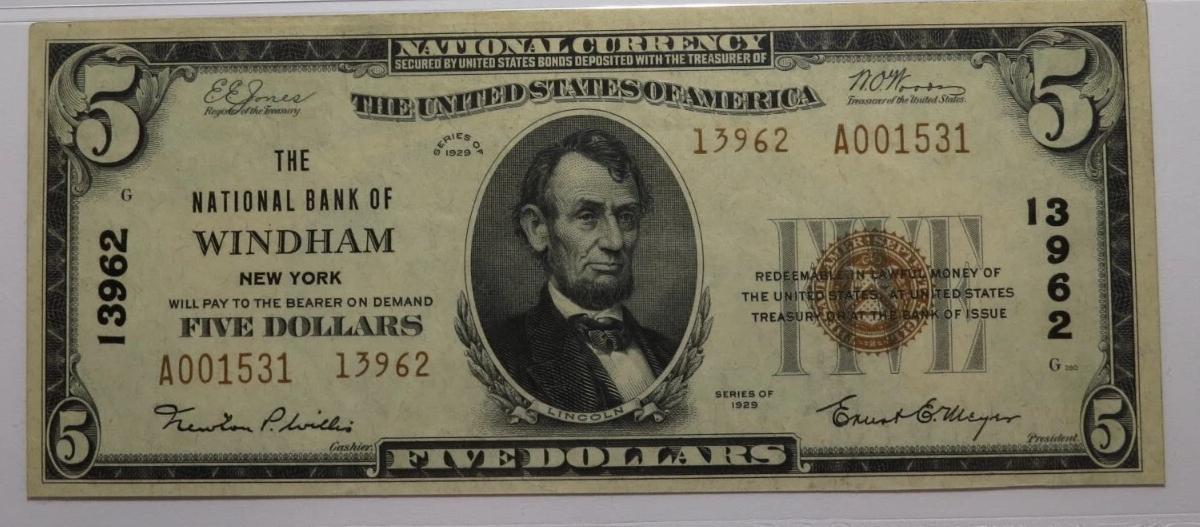 NATIONAL CURRENCY
SECURED BY UNITED STATES BONDS DEPOSITED WITH THE TREASURER OF
THE UNITED STATES OF AMERICA
5
5
E E Jones
Register of the Treasury.
W.O. Woods
Treasurer of the United States.
SERIES OF
1929
13962 A001531
G
THE
NATIONAL BANK OF
WINDHAM
NEW YORK
WILL PAY TO THE BEARER ON DEMAND
FIVE DOLLARS
A001531 13962
13962
13962
FIVE
REDEEMABLE IN LAWFUL MONEY OF
THE UNITED STATES, AT UNITED STATES
TREASURY OR AT THE BANK OF ISSUE
G
SERIES OF
1929
LINCOLN
Newton P. Willis
Cashier.
Ernest E. Meyer
President.
5
5
FIVE DOLLARS